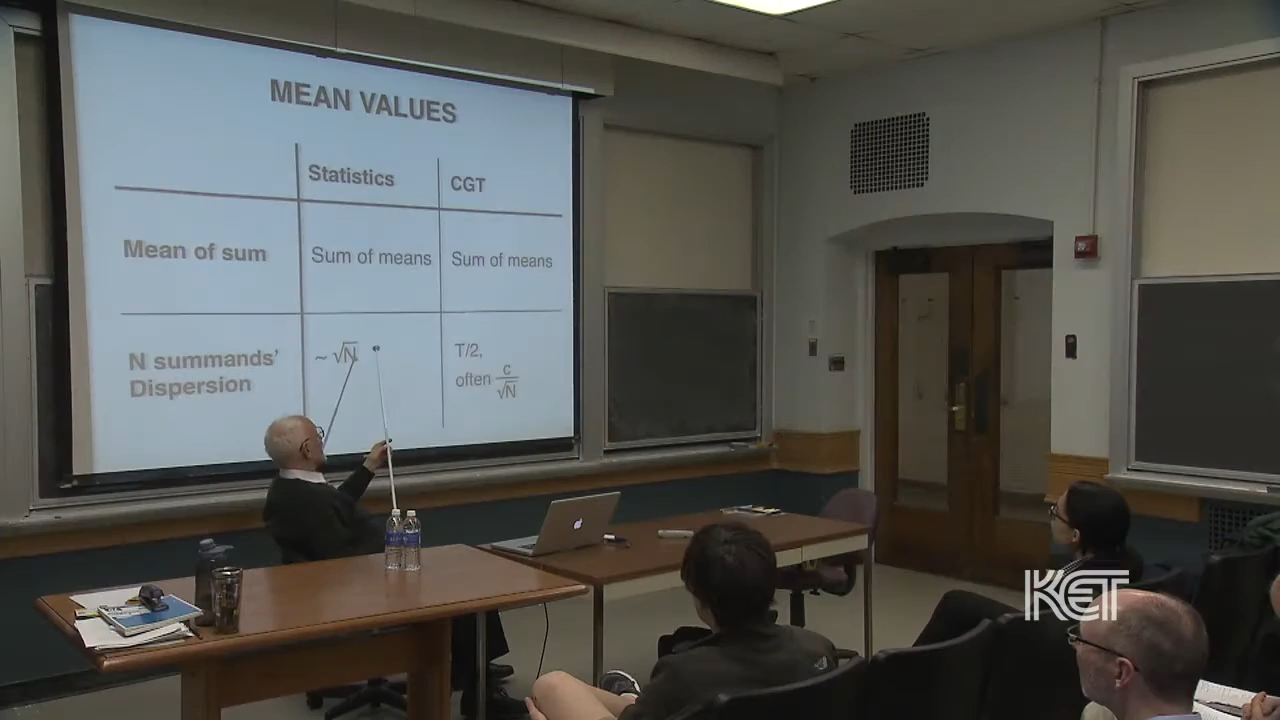 MEAN VALUES
Statistics
CGT
Mean of sum
Sum of means
Sum of means
N summands'
Dispersion
~ √N
T/2,
often c/√N
KET